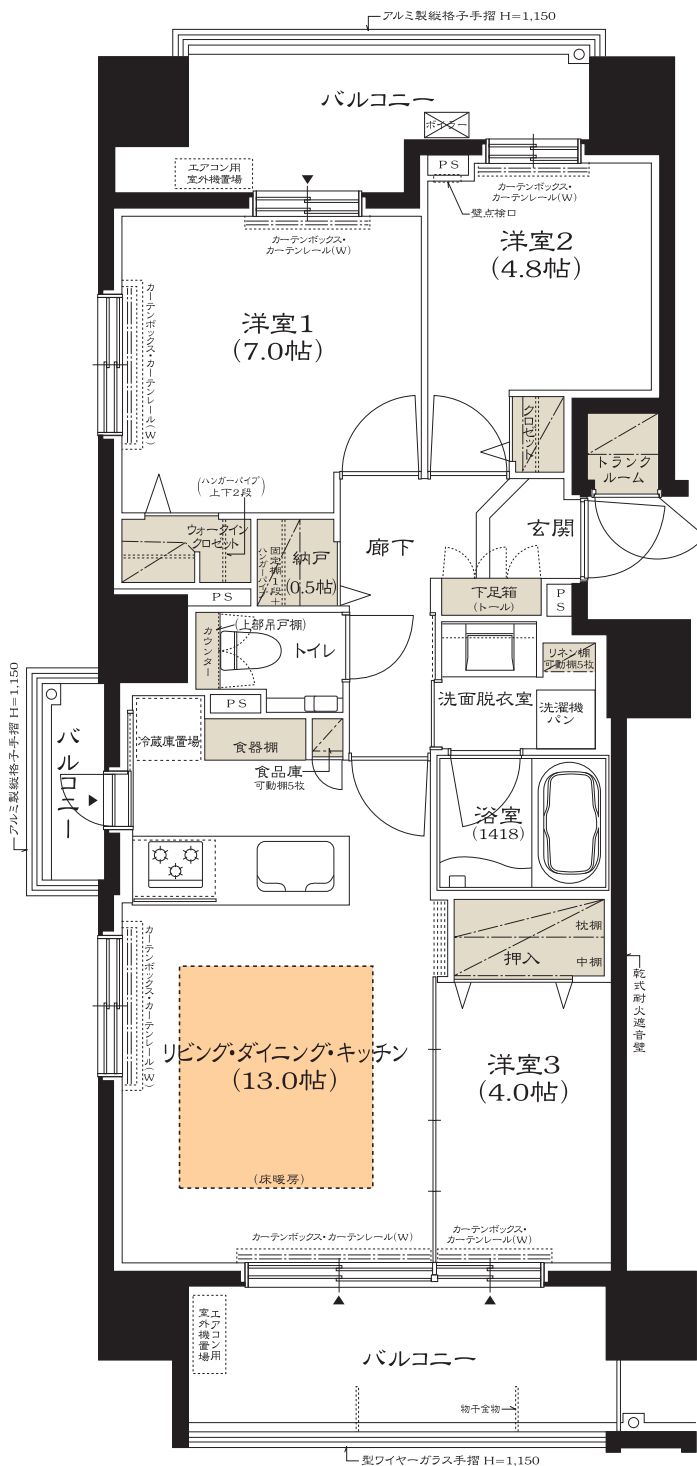 アルミ製縦格子手摺 H=1,150
バルコニー
ボイラー
エアコン用
室外機置場
PS
カーテンボックス・
カーテンレール(W)
壁点検口
カーテンボックス・
カーテンレール(W)
洋室2
(4.8帖)
洋室1
(7.0帖)
カーテンボックス・カーテンレール(W)
クロゼット
トランク
ルーム
(ハンガーパイプ
上下2段)
ウォークイン
クロゼット
納戸
(0.5帖)
固定棚1段+
ハンガーパイプ
廊下
玄関
PS
下足箱
(トール)
PS
カウンター
(上部吊戸棚)
トイレ
リネン棚
可動棚5枚
洗面脱衣室
洗濯機
パン
PS
アルミ製縦格子手摺 H=1,150
バルコニー
冷蔵庫置場
食器棚
食品庫
可動棚5枚
浴室
(1418)
枕棚
押入
中棚
カーテンボックス・カーテンレール(W)
乾式耐火遮音壁
リビング・ダイニング・キッチン
(13.0帖)
洋室3
(4.0帖)
(床暖房)
カーテンボックス・カーテンレール(W)
カーテンボックス・
カーテンレール(W)
エアコン用
室外機置場
バルコニー
物干金物
型ワイヤーガラス手摺 H=1,150